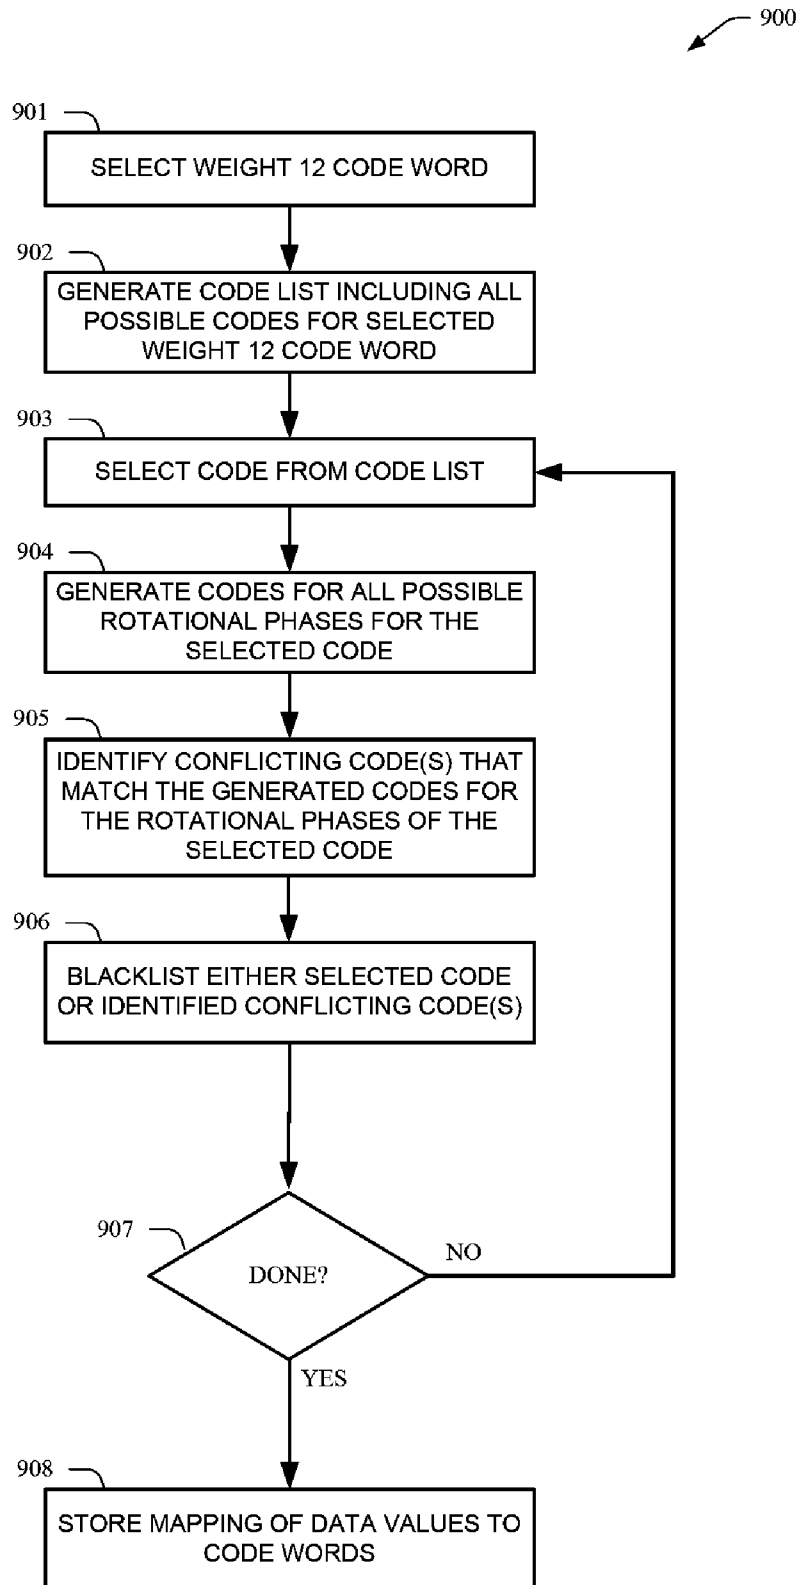 900
901
SELECT WEIGHT 12 CODE WORD
902
GENERATE CODE LIST INCLUDING ALL
POSSIBLE CODES FOR SELECTED
WEIGHT 12 CODE WORD
903
SELECT CODE FROM CODE LIST
904
GENERATE CODES FOR ALL POSSIBLE
ROTATIONAL PHASES FOR THE
SELECTED CODE
905
IDENTIFY CONFLICTING CODE(S) THAT
MATCH THE GENERATED CODES FOR
THE ROTATIONAL PHASES OF THE
SELECTED CODE
906
BLACKLIST EITHER SELECTED CODE
OR IDENTIFIED CONFLICTING CODE(S)
907
DONE?
NO
YES
908
STORE MAPPING OF DATA VALUES TO
CODE WORDS